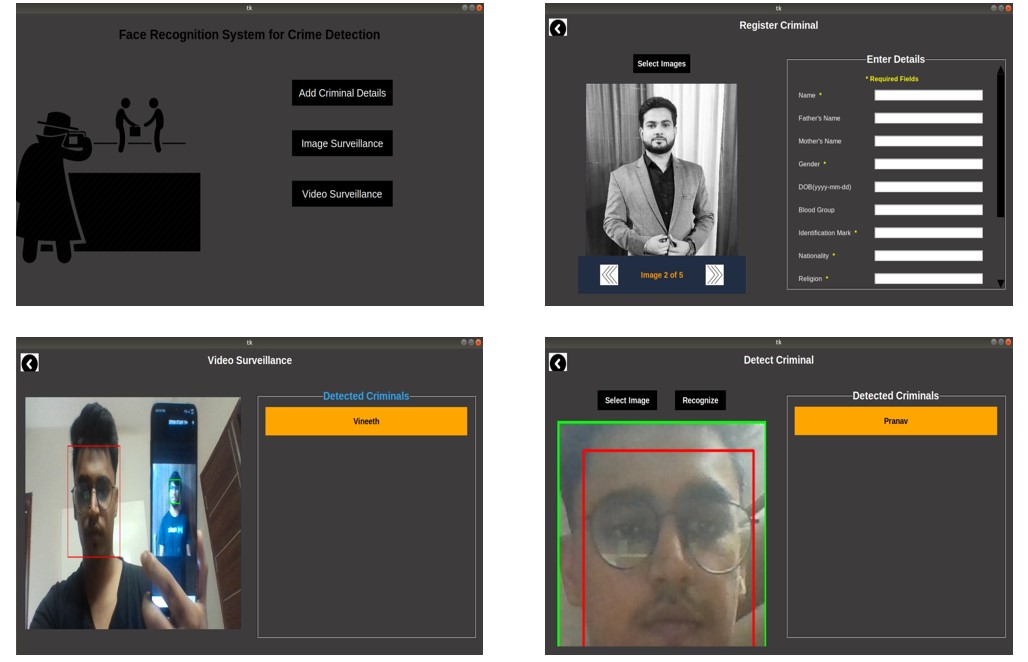 tk
Face Recognition System for Crime Detection
Add Criminal Details
Image Surveillance
Video Surveillance
tk
Register Criminal
Select Images
Image 2 of 5
Enter Details
* Required Fields
Name *
Father's Name
Mother's Name
Gender *
DOB(yyyy-mm-dd)
Blood Group
Identification Mark *
Nationality *
Religion *
tk
Video Surveillance
Detected Criminals
Vineeth
tk
Detect Criminal
Select Image
Recognize
Detected Criminals
Pranav